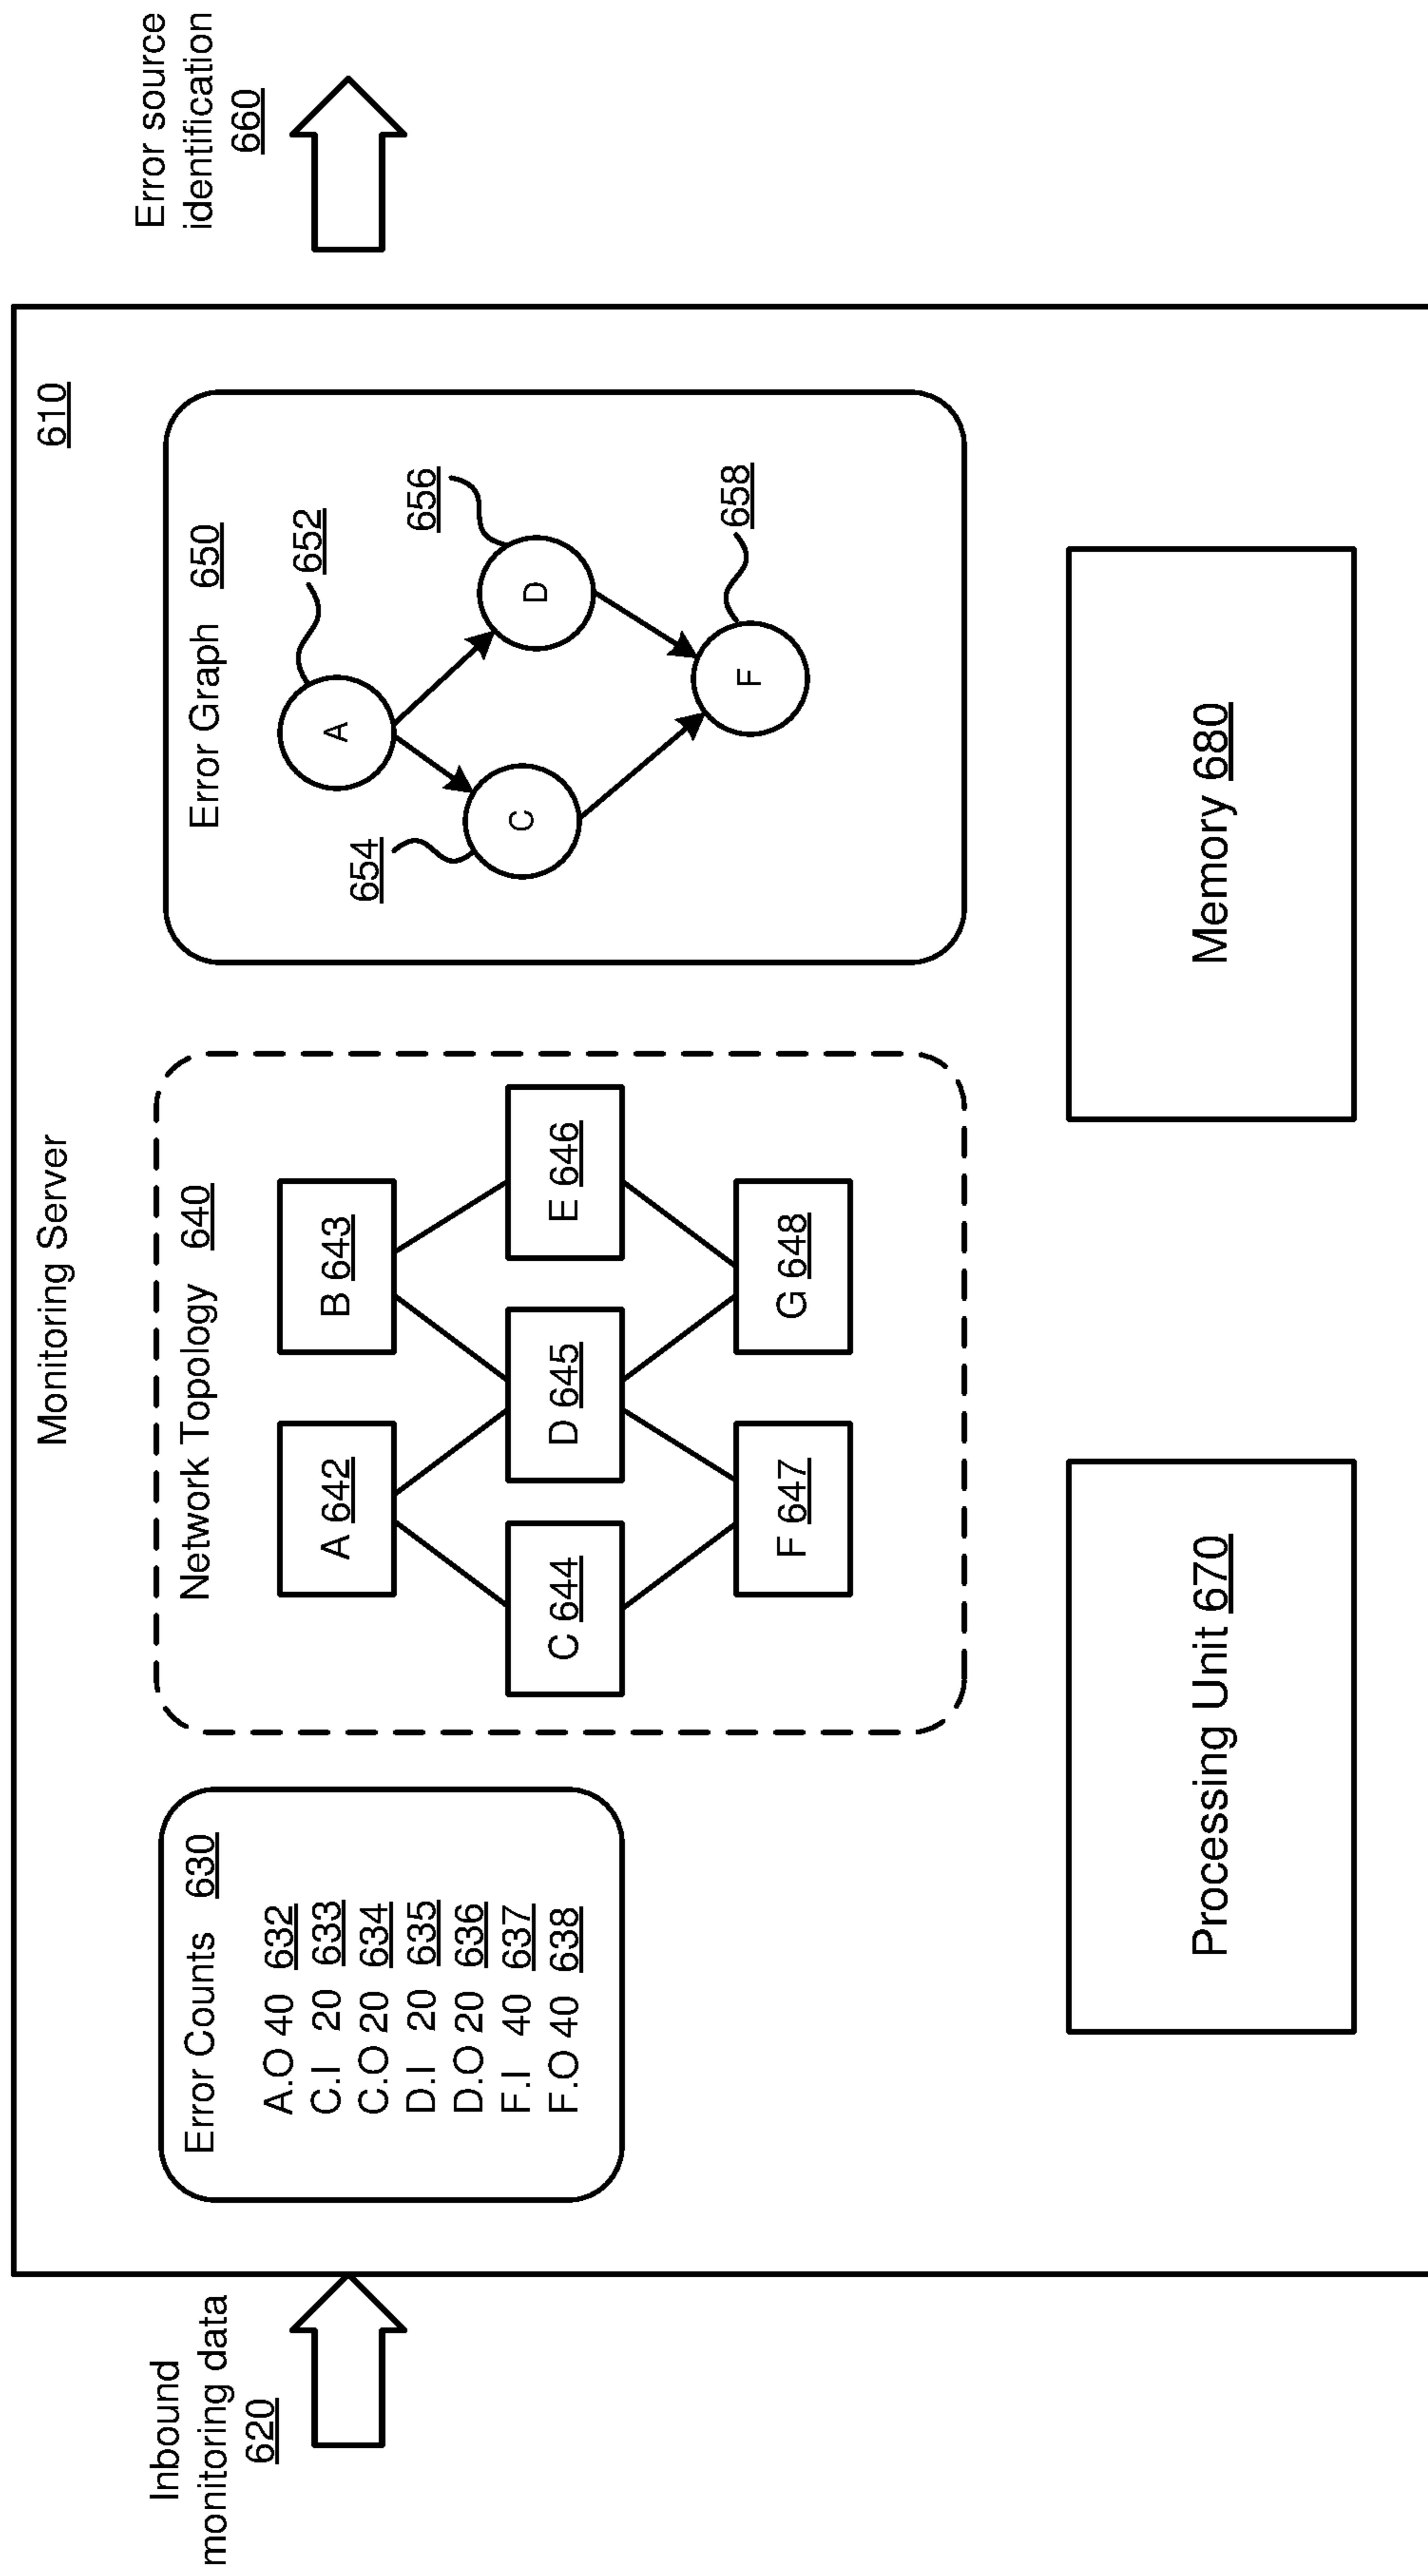 Monitoring Server
610
Inbound
monitoring data
620
Error Counts 630
A.O 40 632
C.I 20 633
C.O 20 634
D.I 20 635
D.O 20 636
F.I 40 637
F.O 40 638
Network Topology 640
A 642
B 643
C 644
D 645
E 646
F 647
G 648
Error Graph 650
652
A
654
C
656
D
658
F
Error source
identification
660
Processing Unit 670
Memory 680